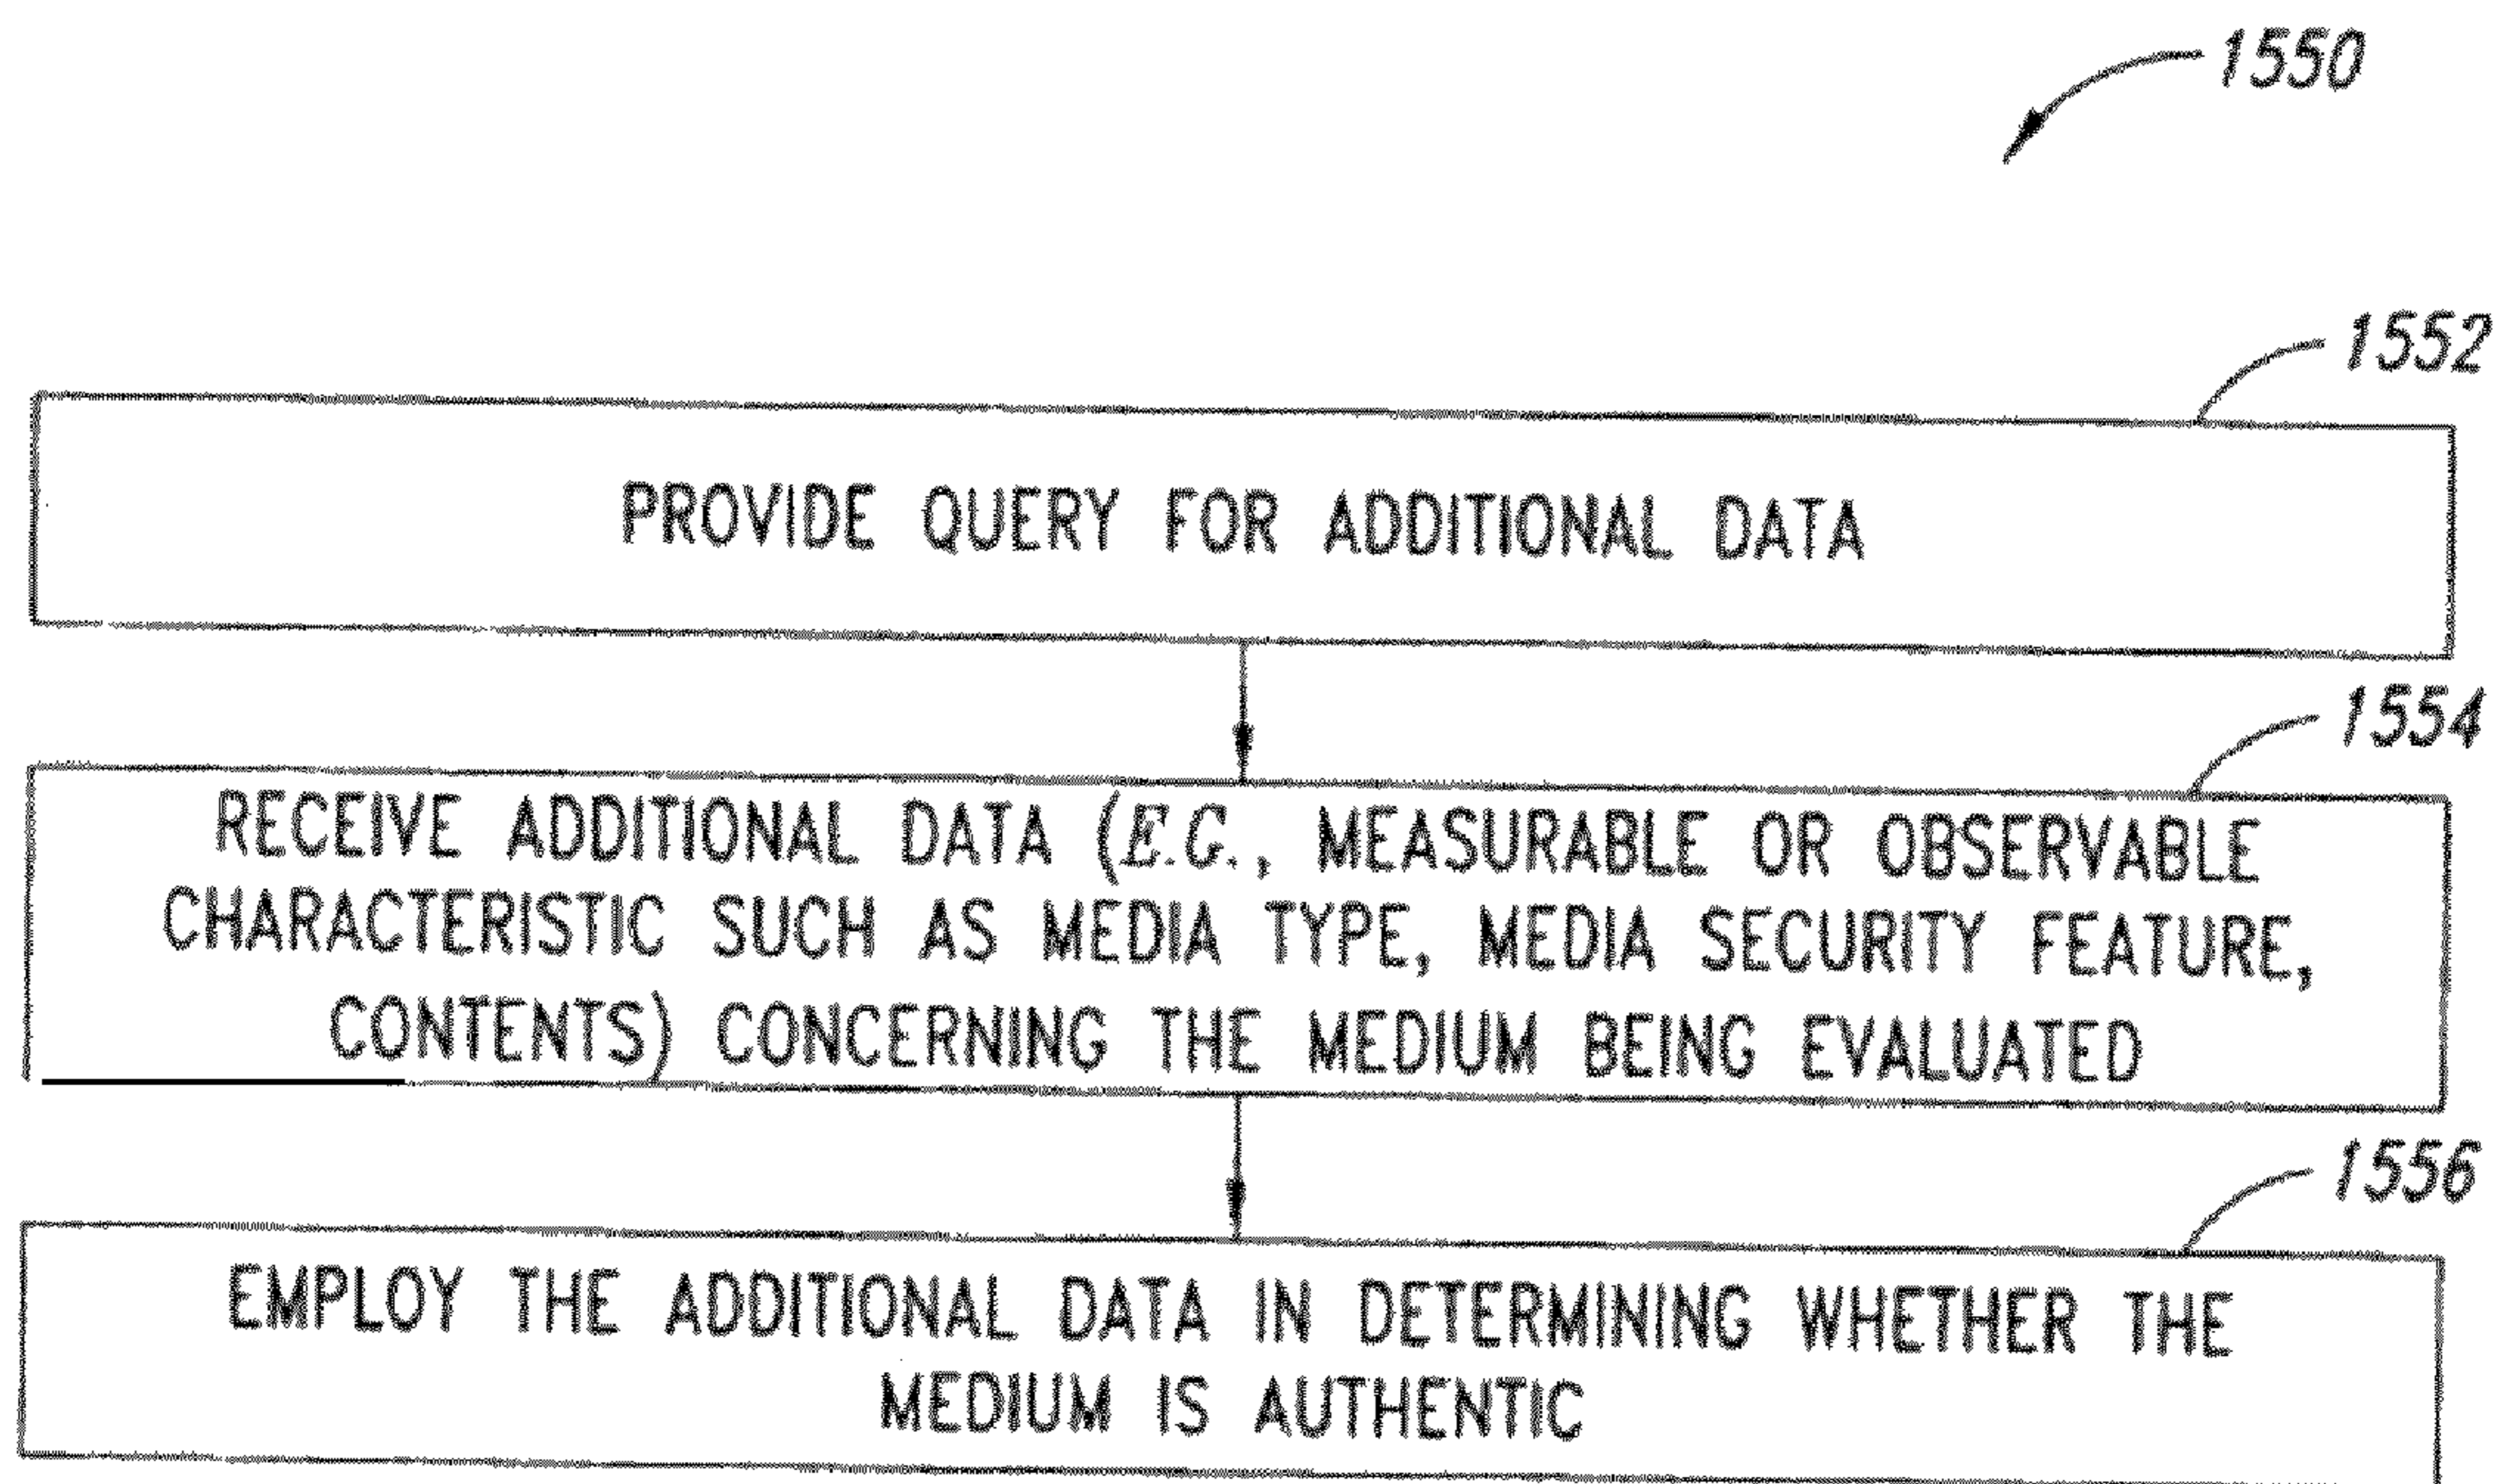 1550
1552
PROVIDE QUERY FOR ADDITIONAL DATA
1554
RECEIVE ADDITIONAL DATA (E.G., MEASURABLE OR OBSERVABLE
CHARACTERISTIC SUCH AS MEDIA TYPE, MEDIA SECURITY FEATURE,
CONTENTS) CONCERNING THE MEDIUM BEING EVALUATED
1556
EMPLOY THE ADDITIONAL DATA IN DETERMINING WHETHER THE
MEDIUM IS AUTHENTIC